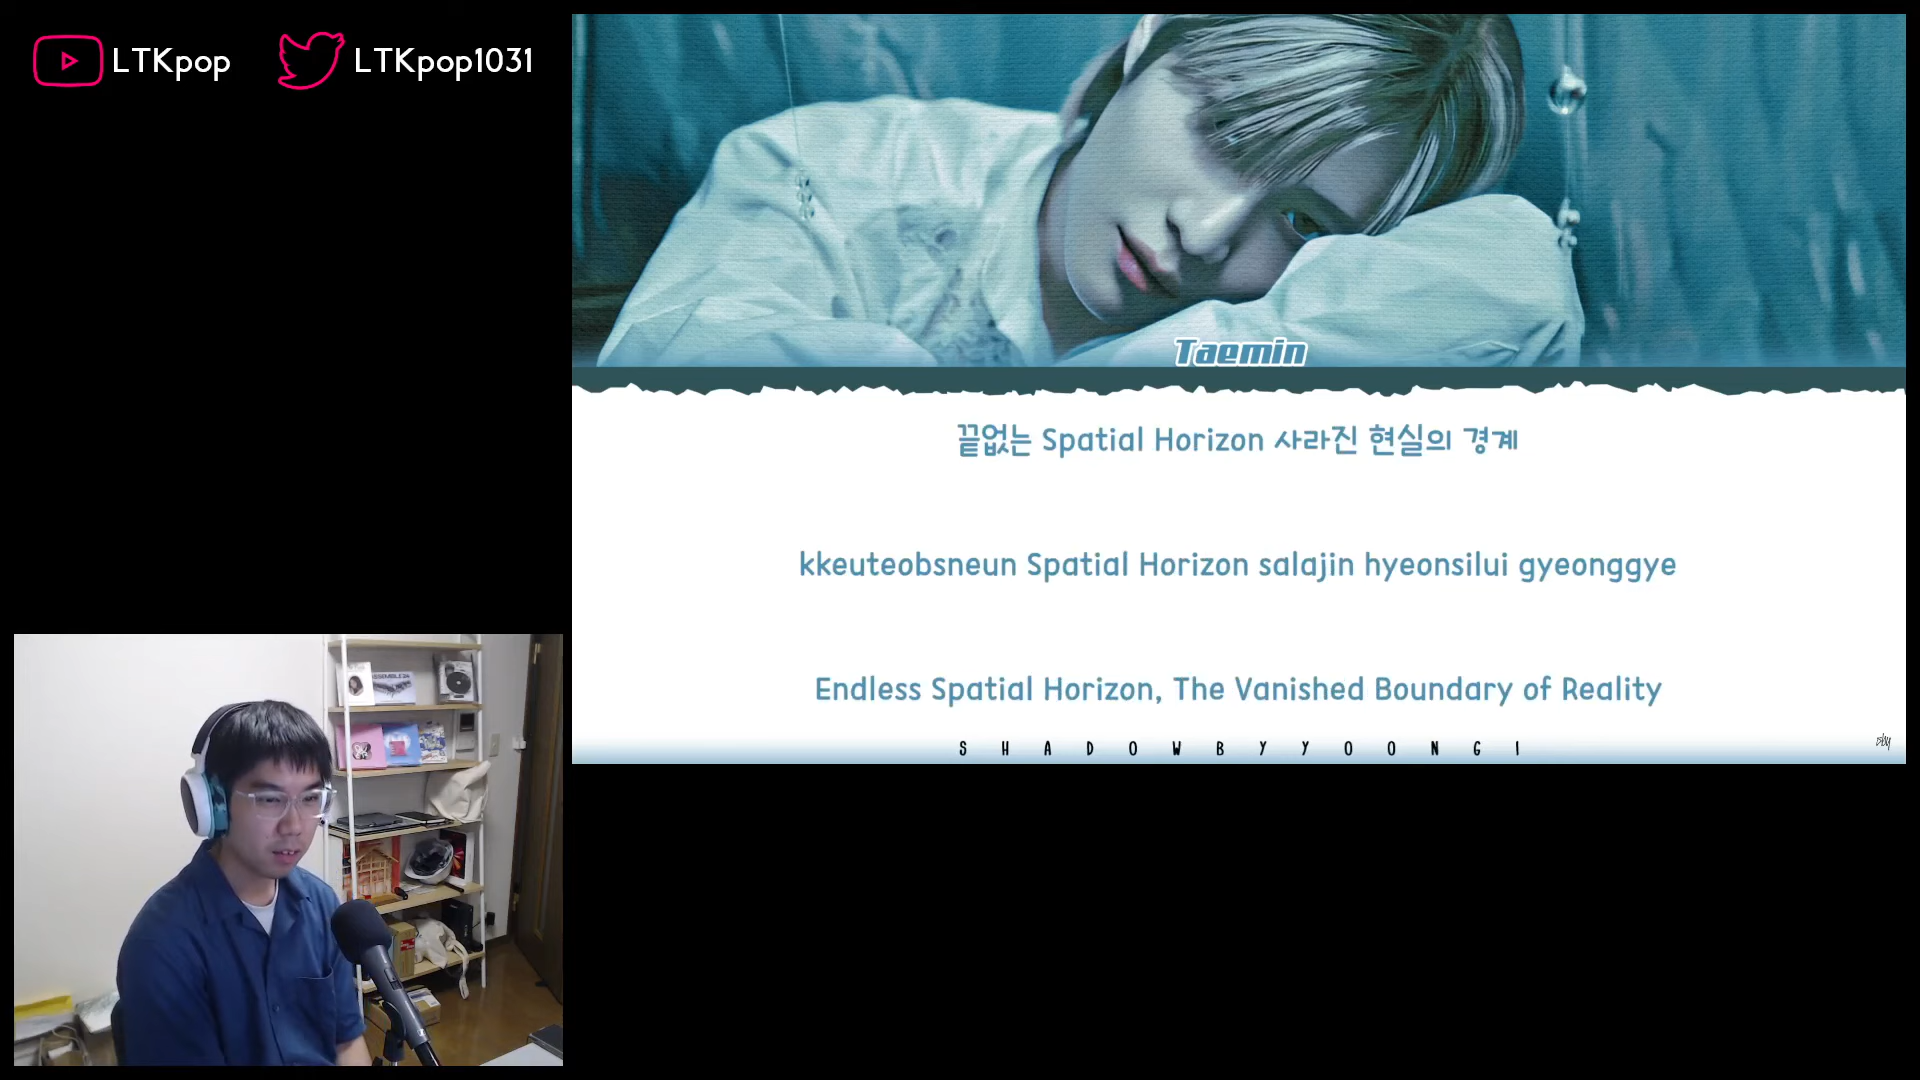 LTKpop
LTKpop1031
Taemin
끝없는 Spatial Horizon 사라진 현실의 경계
kkeuteobsneun Spatial Horizon salajin hyeonsilui gyeonggye
Endless Spatial Horizon, The Vanished Boundary of Reality
SHADOWBYYOONGI
sby